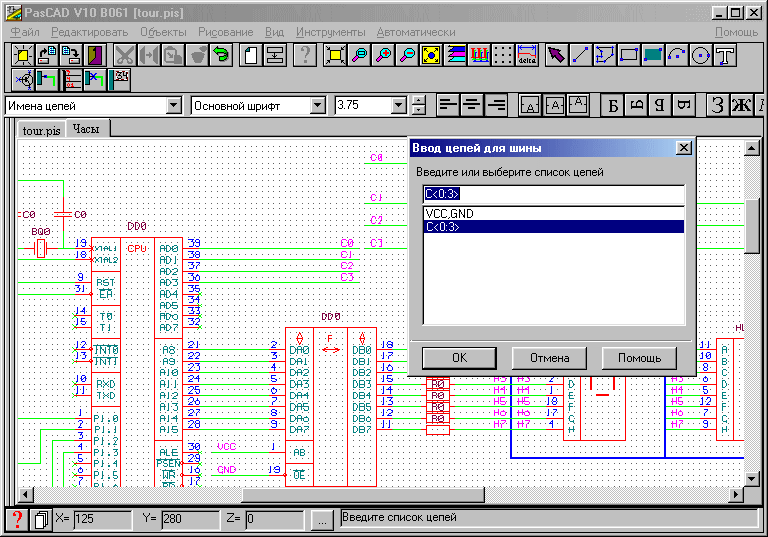 PasCAD V10 B061 [tour.pis]
Файл Редактировать Объекты Рисование Вид Инструменты Автоматически Помощь
delta
Имена цепей Основной шрифт 3.75 A A A Б З Ж
tour.pis Часы
Ввод цепей для шины
Введите или выберите список цепей
C<0:3>
VCC,GND
C<0:3>
OK Отмена Помощь
C0
C1
C2
C3
C0 C0
BQ0
DD0
CPU
19 XTAL1 AD0 39 C0
18 XTAL2 AD1 38 C1
AD2 37 C2
9 RST AD3 36 C3
31 EA AD4 35
AD5 34
15 T0 AD6 33
14 T1 AD7 32
12 INT0 A8 21
13 INT1 A9 22
A10 23
10 RXD A11 24
11 TXD A12 25
A13 26
1 P1.0 A14 27
2 P1.1 A15 28
3 P1.2
4 P1.3 ALE 30 VCC
5 P1.4 PSEN 29
6 P1.5 WR 16 GND
17
DD0
F
<->
2 DA0 DB0 18
3 DA1 DB1 17
4 DA2 DB2 16
5 DA3 DB3 15
6 DA4 DB4 14
7 DA5 DB5 13
8 DA6 DB6 12
9 DA7 DB7 11
1 AB
19 OE
R0
R0
R0
R0
H3 H3 2 D
H4 H4 1 E
H5 H5 18 F
H6 H6 17 G
H7 H7 4 H
11 A
10 B
8 C
H3 6 D
H4 5 E
H5 12 F
H6 7 G
H7 9 H
X= 125 Y= 280 Z= 0 ... Введите список цепей